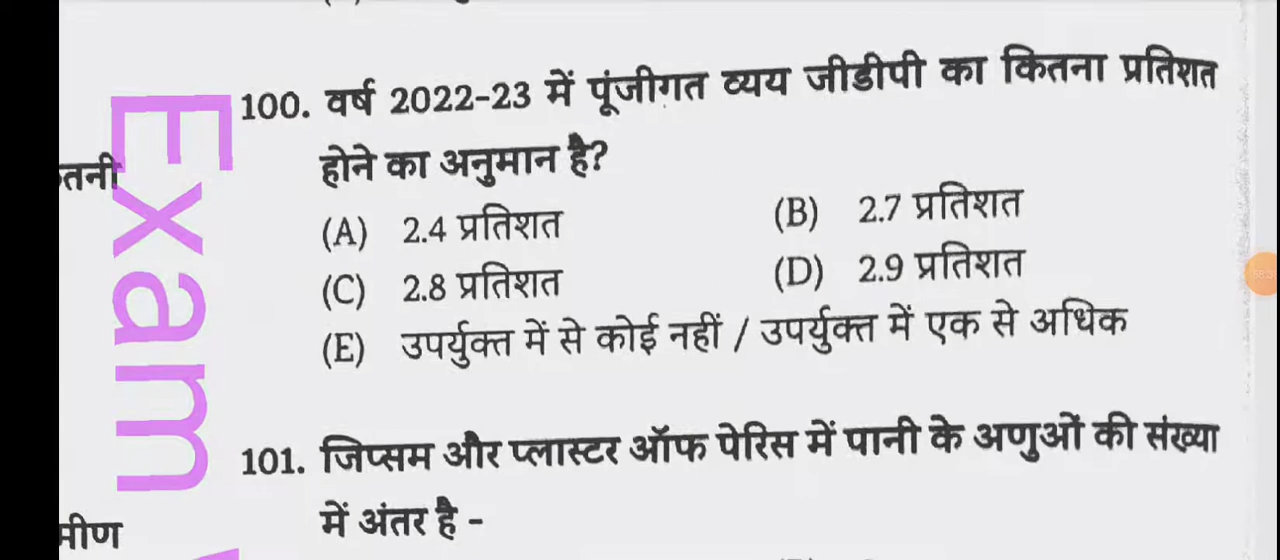 100. वर्ष 2022-23 में पूंजीगत व्यय जीडीपी का कितना प्रतिशत
होने का अनुमान है?
तनी
(A) 2.4 प्रतिशत (B) 2.7 प्रतिशत
(C) 2.8 प्रतिशत (D) 2.9 प्रतिशत
(E) उपर्युक्त में से कोई नहीं / उपर्युक्त में एक से अधिक
101. जिप्सम और प्लास्टर ऑफ पेरिस में पानी के अणुओं की संख्या
में अंतर है -
मीण
Exam